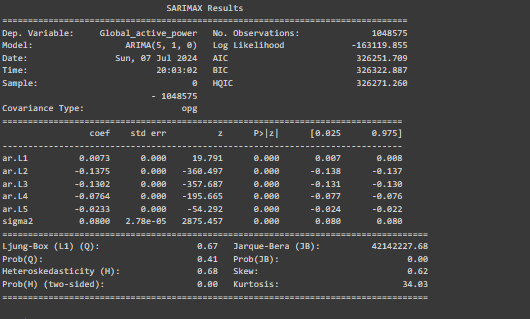 SARIMAX Results
==============================================================================
Dep. Variable: Global_active_power No. Observations: 1048575
Model: ARIMA(5, 1, 0) Log Likelihood -163119.855
Date: Sun, 07 Jul 2024 AIC 326251.709
Time: 20:03:02 BIC 326322.887
Sample: 0 HQIC 326271.260
- 1048575
Covariance Type: opg
==============================================================================
coef std err z P>|z| [0.025 0.975]
------------------------------------------------------------------------------
ar.L1 0.0073 0.000 19.791 0.000 0.007 0.008
ar.L2 -0.1375 0.000 -360.497 0.000 -0.138 -0.137
ar.L3 -0.1302 0.000 -357.687 0.000 -0.131 -0.130
ar.L4 -0.0764 0.000 -195.665 0.000 -0.077 -0.076
ar.L5 -0.0233 0.000 -54.292 0.000 -0.024 -0.022
sigma2 0.0800 2.78e-05 2875.457 0.000 0.080 0.080
===================================================================================
Ljung-Box (L1) (Q): 0.67 Jarque-Bera (JB): 42142227.68
Prob(Q): 0.41 Prob(JB): 0.00
Heteroskedasticity (H): 0.68 Skew: 0.62
Prob(H) (two-sided): 0.00 Kurtosis: 34.03
===================================================================================